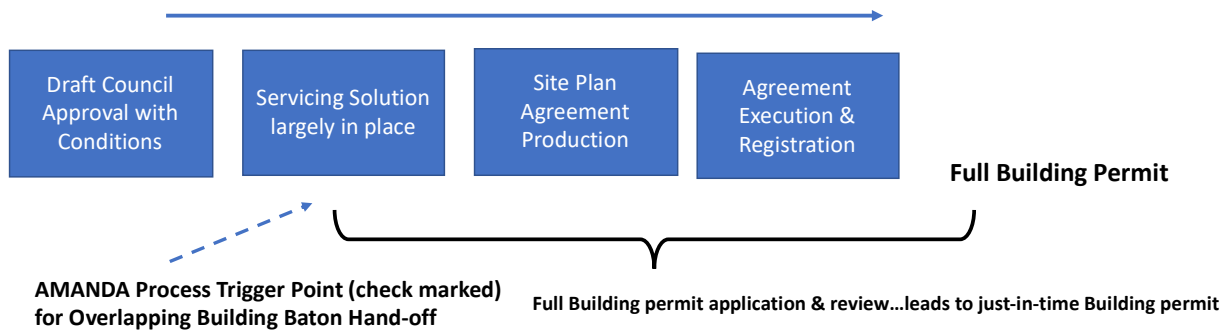 Draft Council
Approval with
Conditions
Servicing Solution
largely in place
Site Plan
Agreement
Production
Agreement
Execution &
Registration
Full Building Permit
AMANDA Process Trigger Point (check marked)
for Overlapping Building Baton Hand-off
Full Building permit application & review...leads to just-in-time Building permit